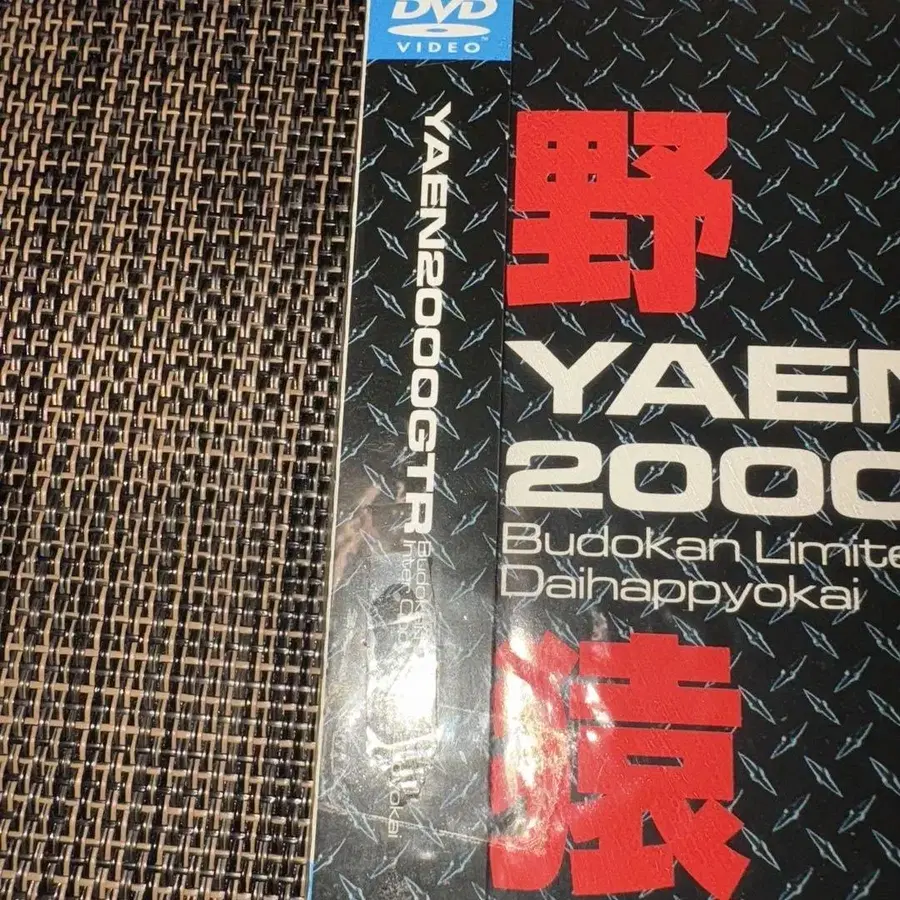 DVD
VIDEO
YAEN2000GTR
野
YAEN
2000
Budokan Limite
Daihappyokai
猿